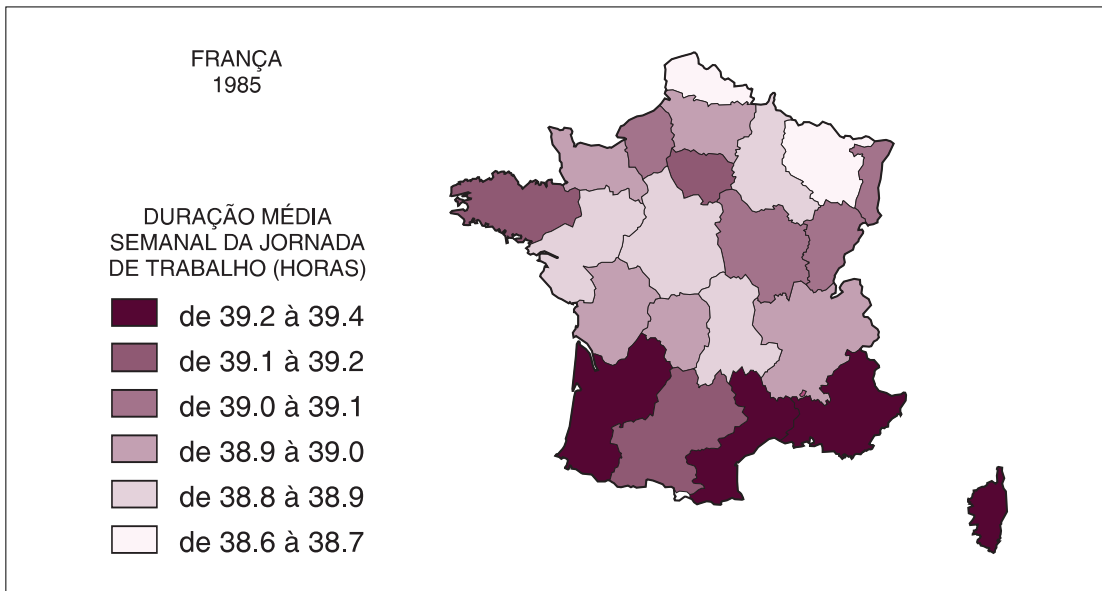 FRANÇA
1985
DURAÇÃO MÉDIA
SEMANAL DA JORNADA
DE TRABALHO (HORAS)
de 39.2 à 39.4
de 39.1 à 39.2
de 39.0 à 39.1
de 38.9 à 39.0
de 38.8 à 38.9
de 38.6 à 38.7